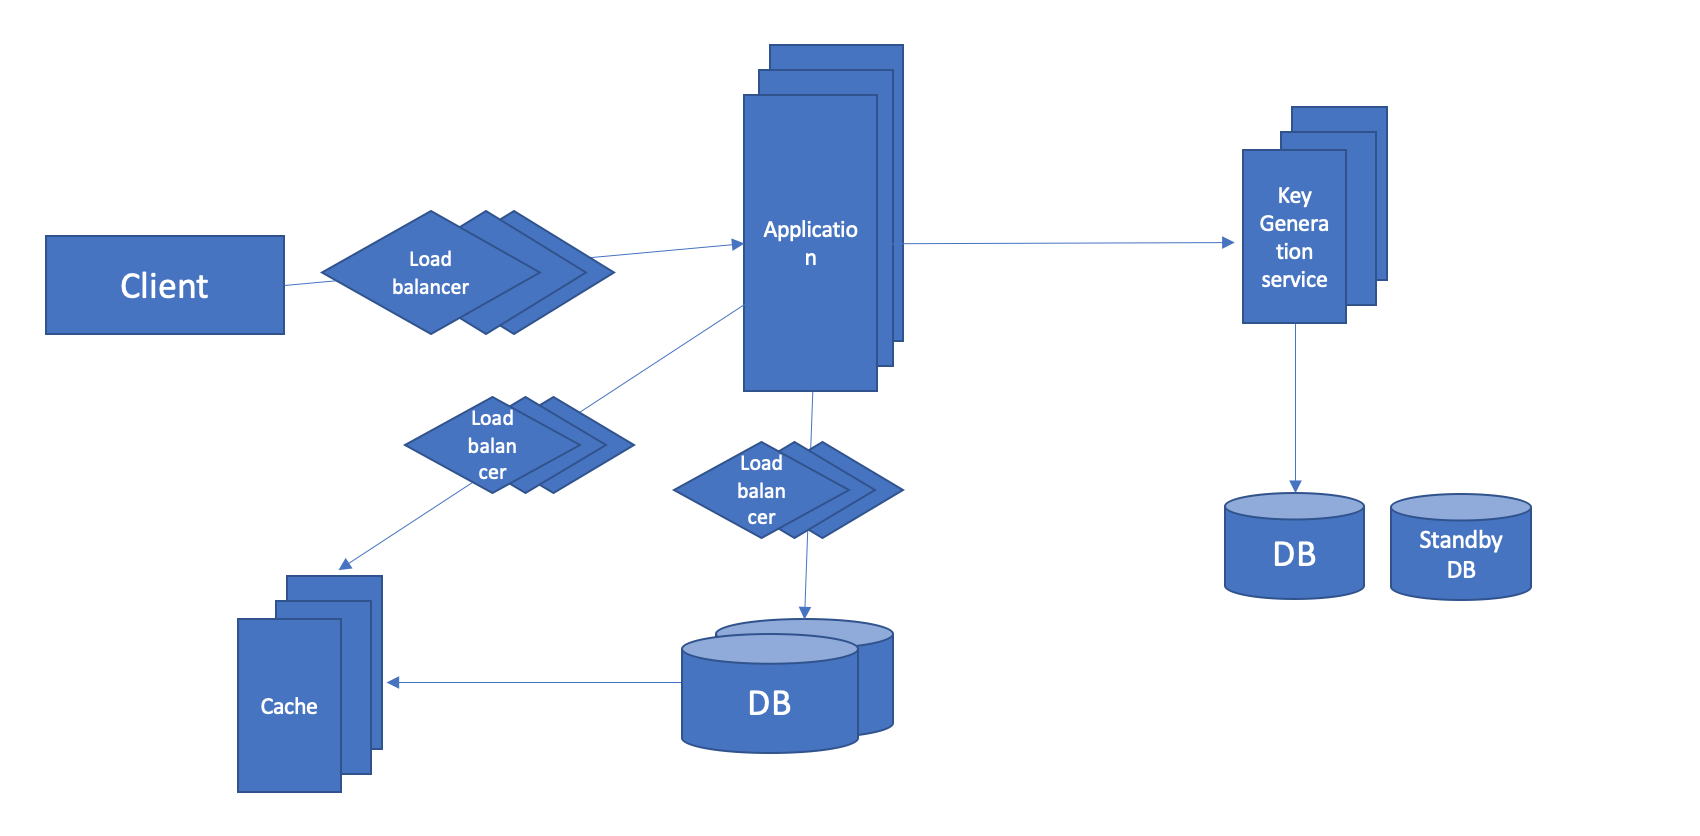 Client
Load
balancer
Applicatio
n
Key
Genera
tion
service
Load
balan
cer
Load
balan
cer
DB
Standby
DB
Cache
DB